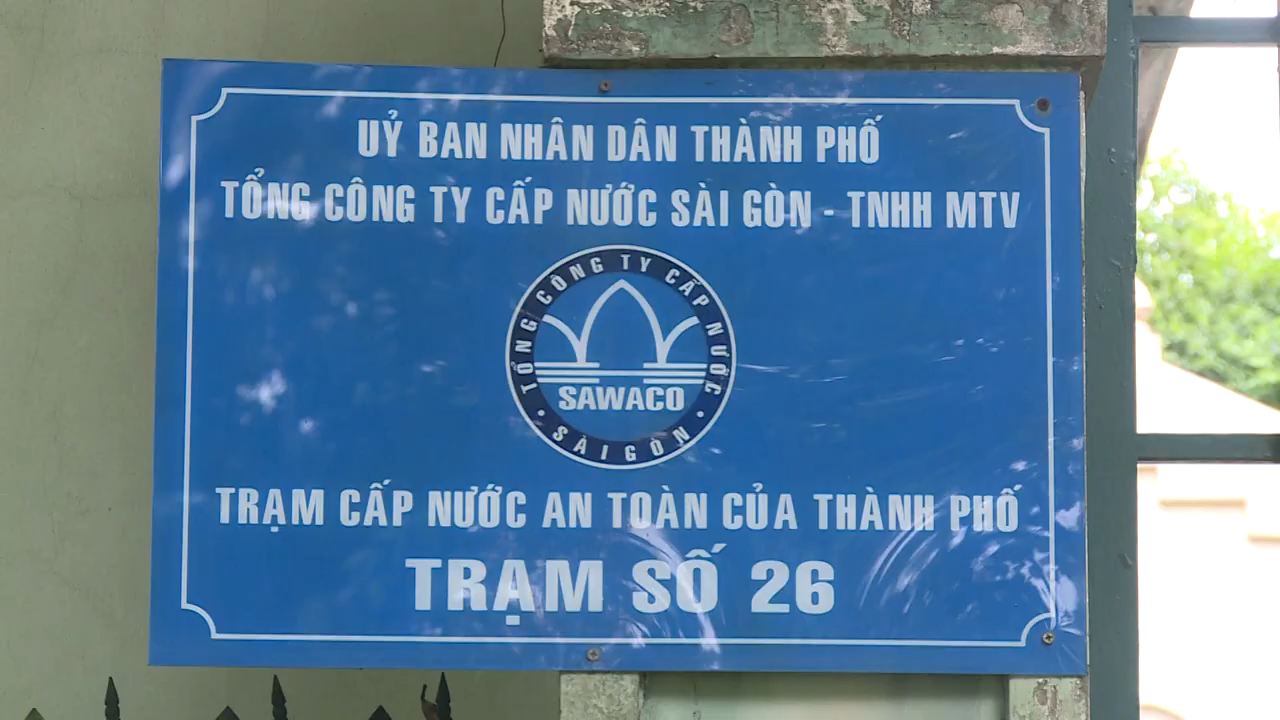 UỶ BAN NHÂN DÂN THÀNH PHỐ
TỔNG CÔNG TY CẤP NƯỚC SÀI GÒN - TNHH MTV
TỔNG CÔNG TY CẤP NƯỚC
SAWACO
• SÀI GÒN •
TRẠM CẤP NƯỚC AN TOÀN CỦA THÀNH PHỐ
TRẠM SỐ 26